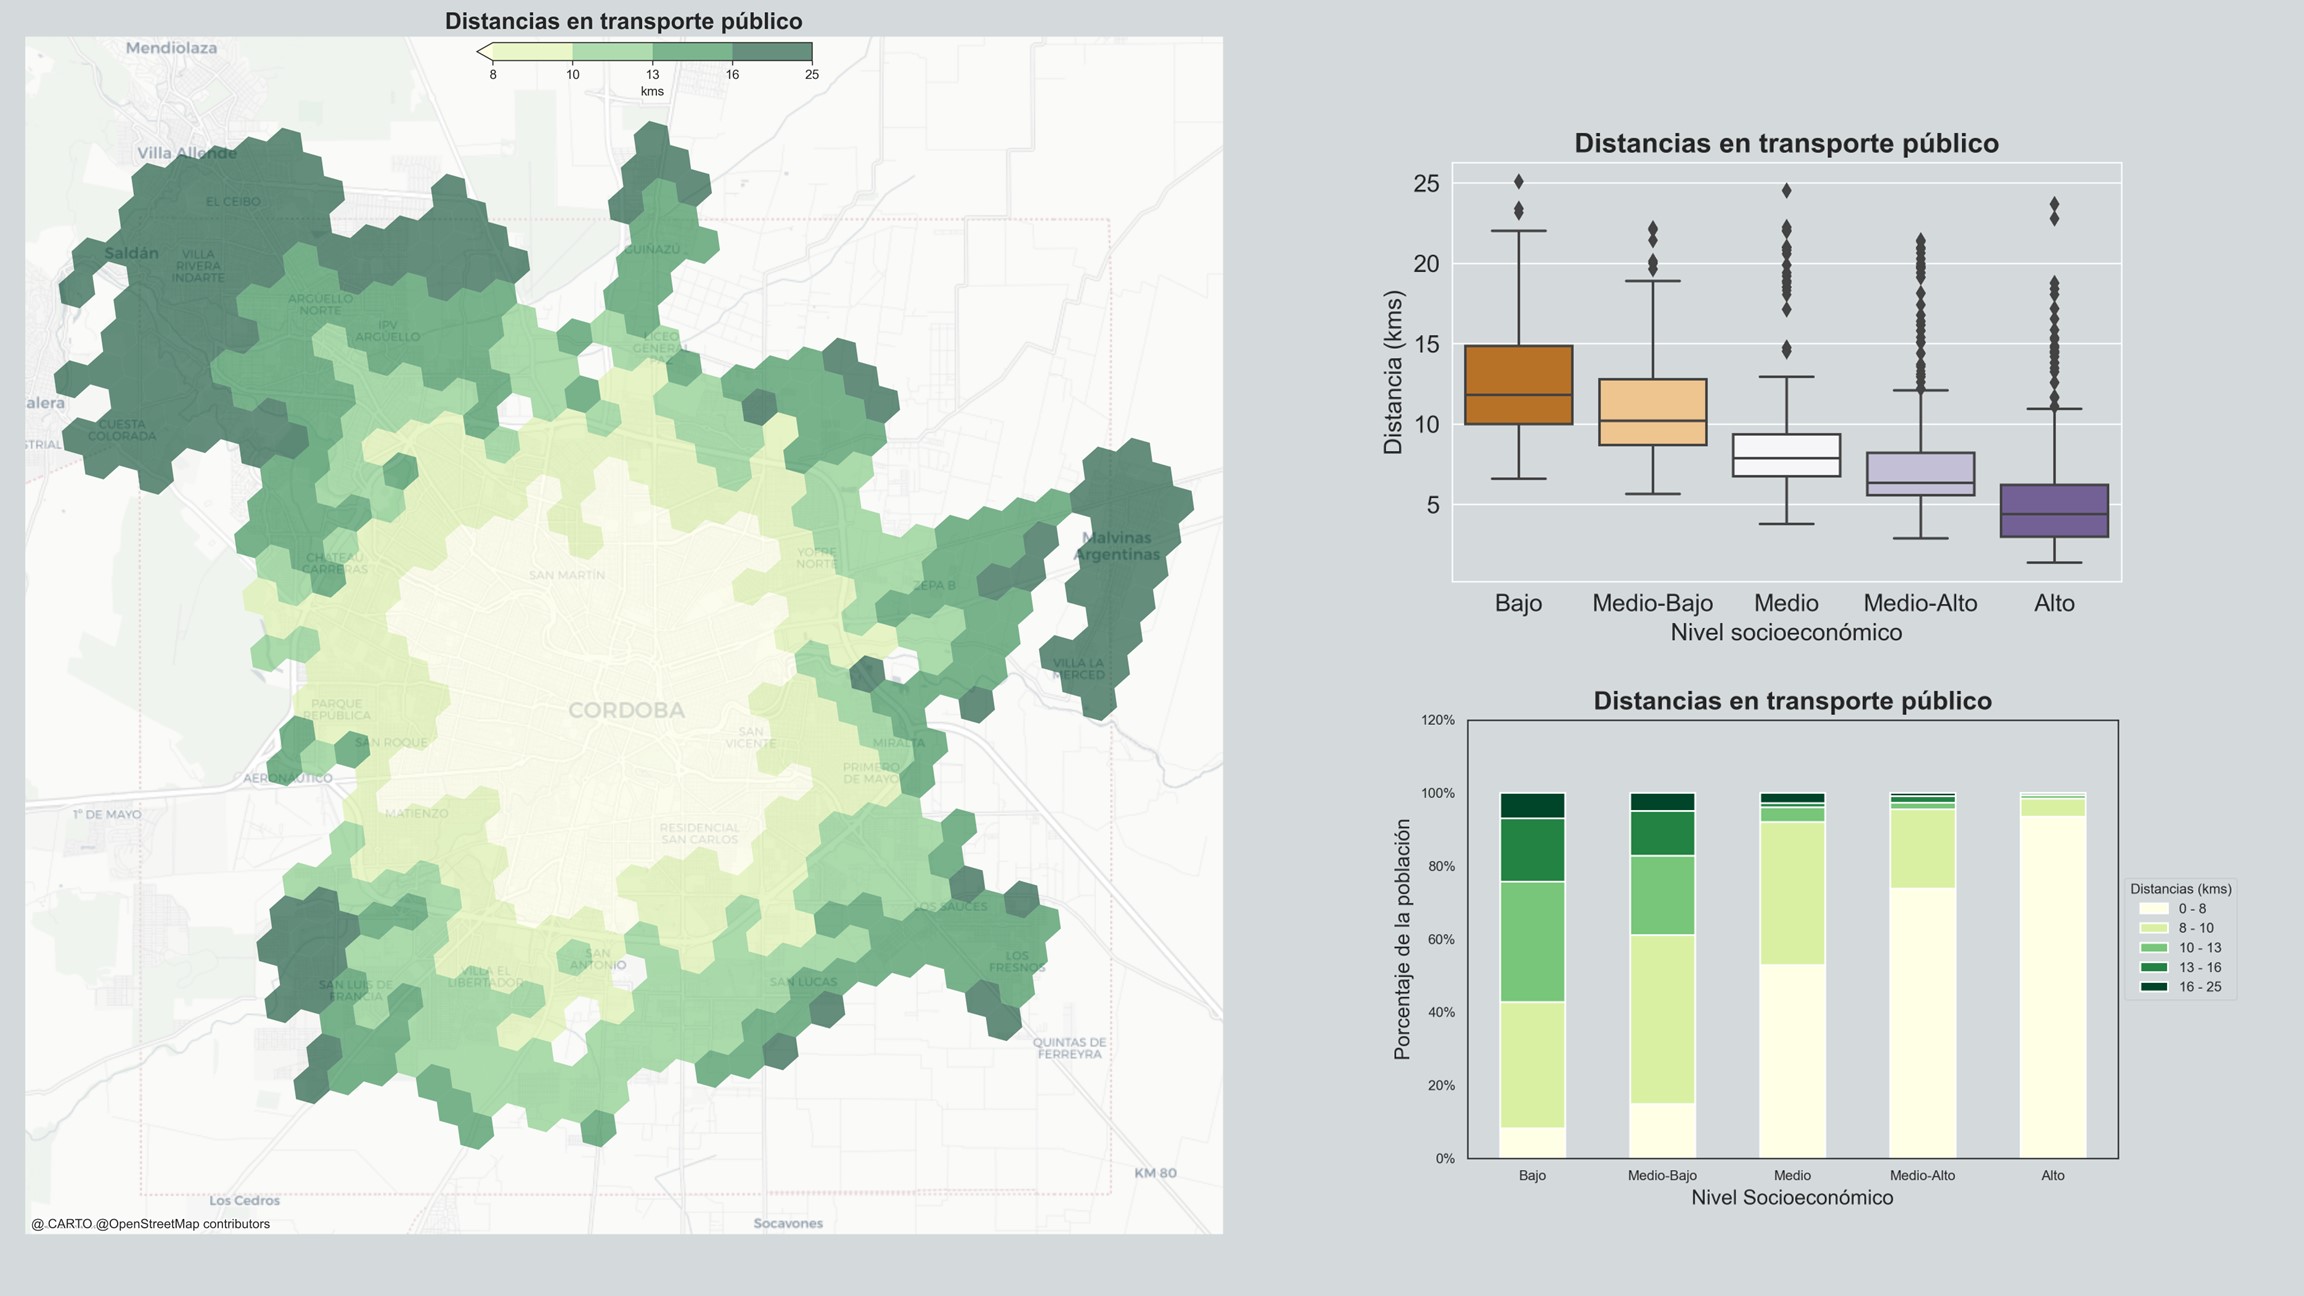 Distancias en transporte público
8 10 13 16 25
kms
Mendiolaza
Villa Allende
EL CEIBO
Saldán
VILLA
RIVERA
INDARTE
GUIÑAZÚ
ARGÜELLO
NORTE
IPV
ARGÜELLO
LICEO
GENERAL
PAZ
alera
CUESTA
COLORADA
STRIAL
Malvinas
Argentinas
CHATEAU
CARRERAS
SAN MARTÍN
YOFRE
NORTE
ZEPA B
VILLA LA
MERCED
PARQUE
REPÚBLICA
CORDOBA
SAN ROQUE
SAN
VICENTE
MIRALTA
AERONÁUTICO
PRIMERO
DE MAYO
1º DE MAYO
MATIENZO
RESIDENCIAL
SAN CARLOS
LOS SAUCES
SAN
ANTONIO
LOS
FRESNOS
VILLA EL
LIBERTADOR
SAN LUIS DE
FRANCIA
SAN LUCAS
QUINTAS DE
FERREYRA
KM 80
Los Cedros
Socavones
@.CARTO.@OpenStreetMap contributors
Distancias en transporte público
Distancia (kms)
25
20
15
10
5
Bajo Medio-Bajo Medio Medio-Alto Alto
Nivel socioeconómico
Distancias en transporte público
Porcentaje de la población
120%
100%
80%
60%
40%
20%
0%
Bajo Medio-Bajo Medio Medio-Alto Alto
Nivel Socioeconómico
Distancias (kms)
0 - 8
8 - 10
10 - 13
13 - 16
16 - 25